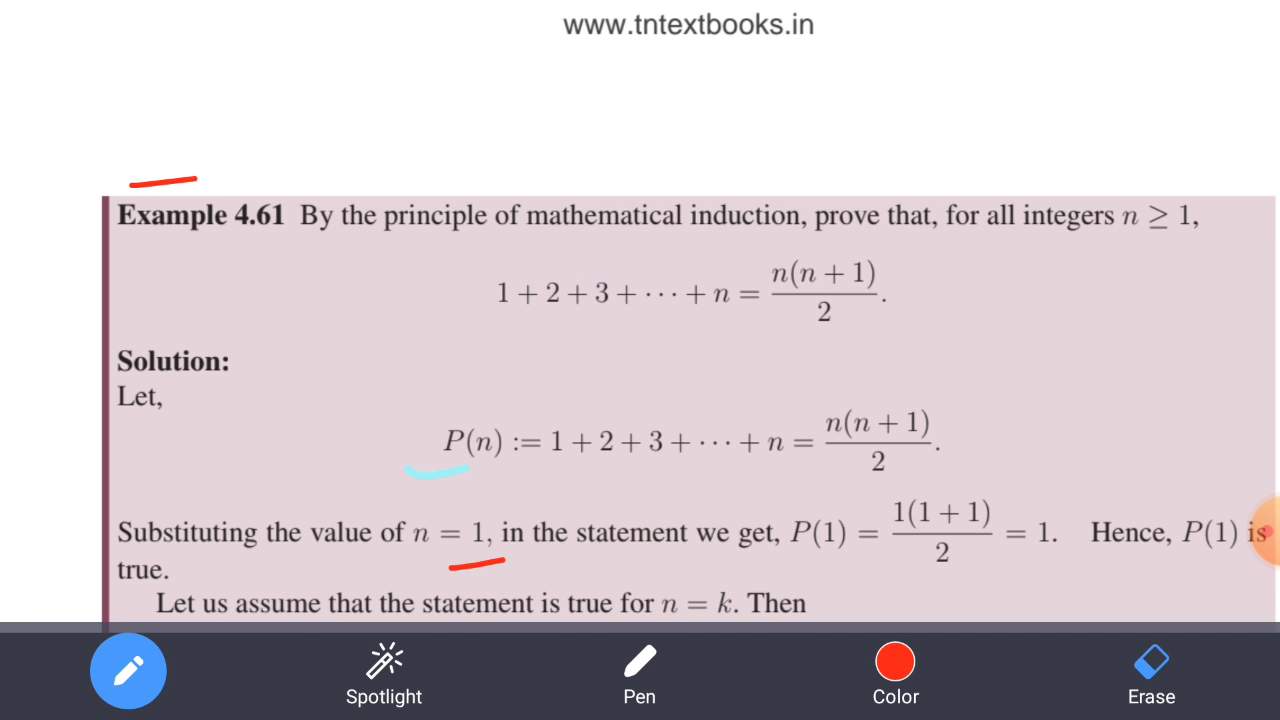 www.tntextbooks.in
Example 4.61 By the principle of mathematical induction, prove that, for all integers n ≥ 1,
1 + 2 + 3 + ··· + n = n(n + 1)/2.
Solution:
Let,
P(n) := 1 + 2 + 3 + ··· + n = n(n + 1)/2.
Substituting the value of n = 1, in the statement we get, P(1) = 1(1 + 1)/2 = 1. Hence, P(1) is
true.
Let us assume that the statement is true for n = k. Then
Spotlight Pen Color Erase